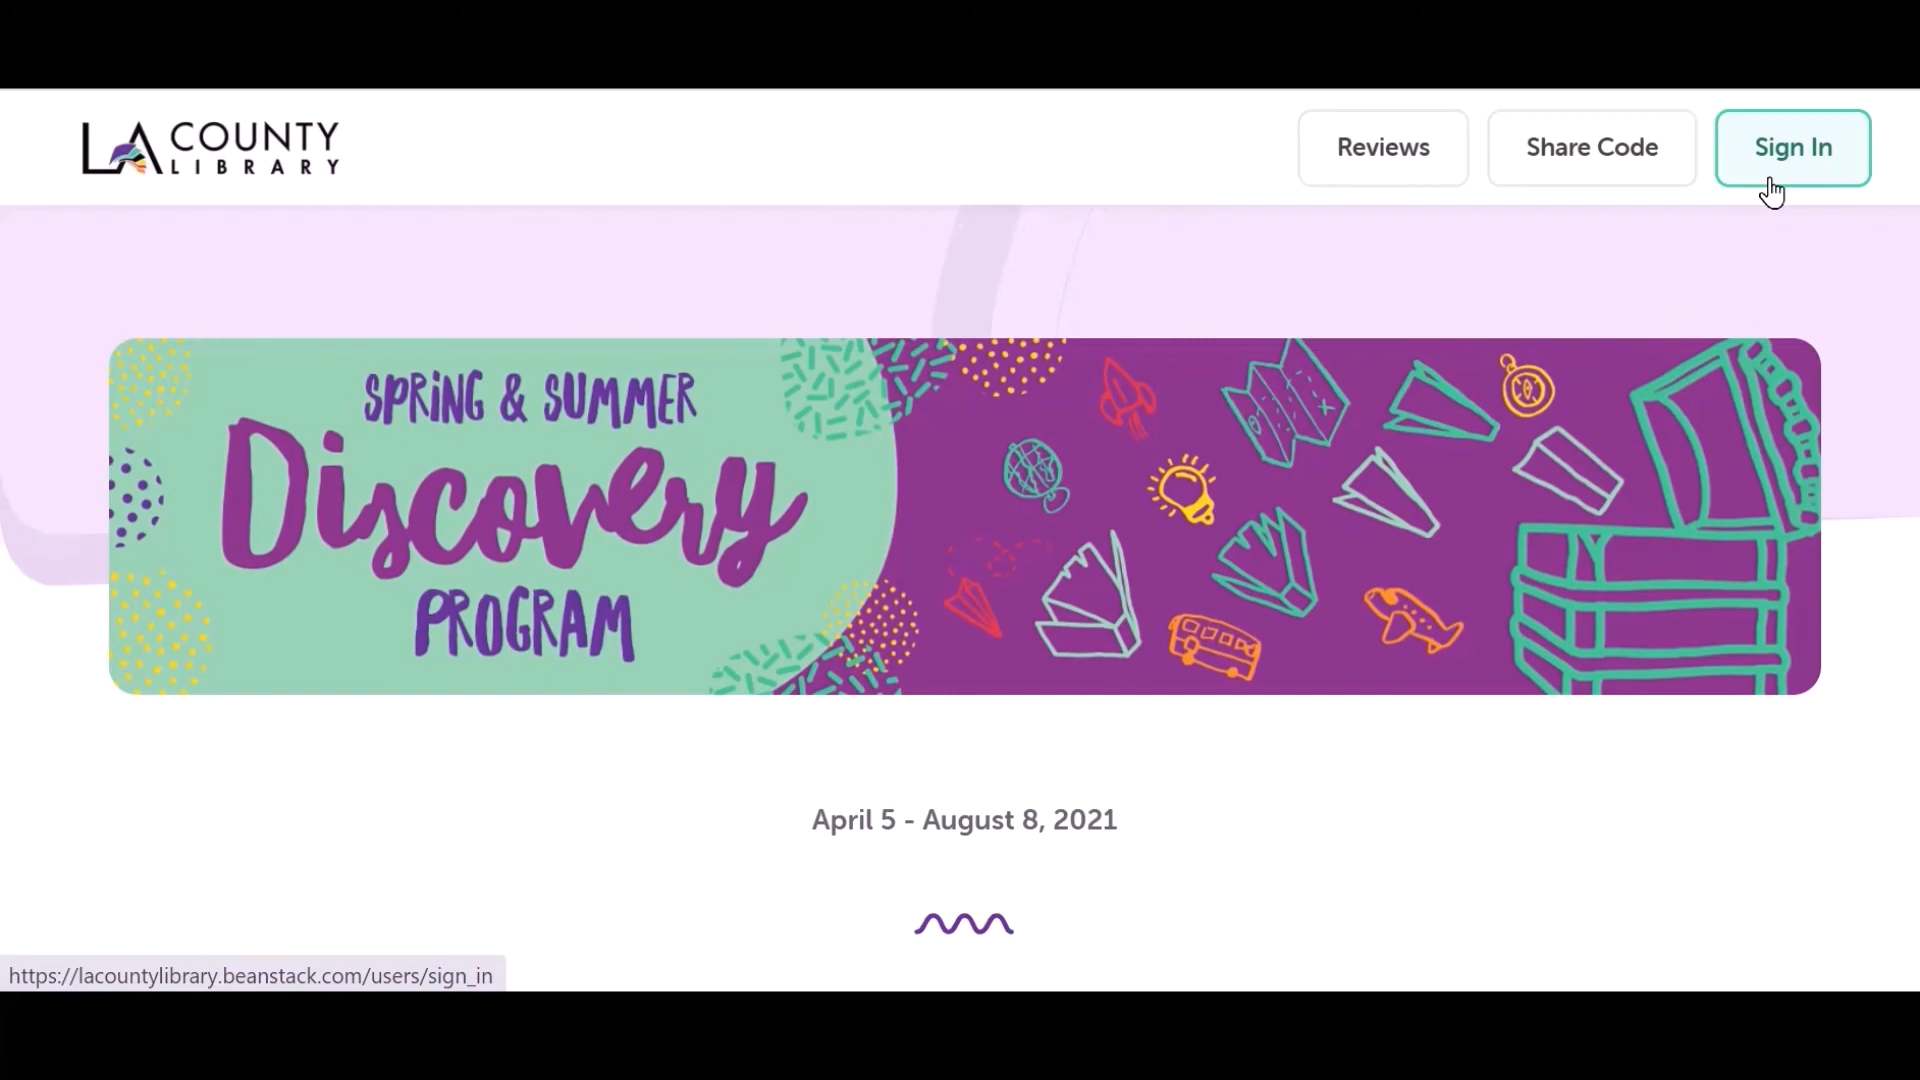 LA COUNTY
LIBRARY
Reviews
Share Code
Sign In
SPRING & SUMMER
Discovery
PROGRAM
April 5 - August 8, 2021
https://lacountylibrary.beanstack.com/users/sign_in